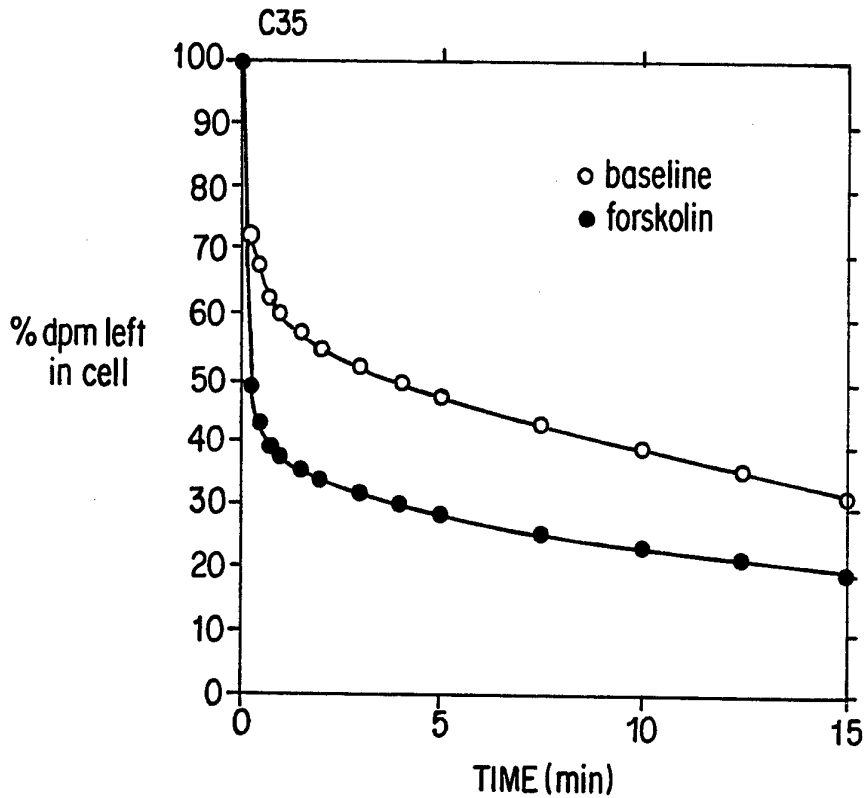 C35
100
90
80
70
60
50
40
30
20
10
0
% dpm left
in cell
○ baseline
● forskolin
0
5
10
15
TIME (min)